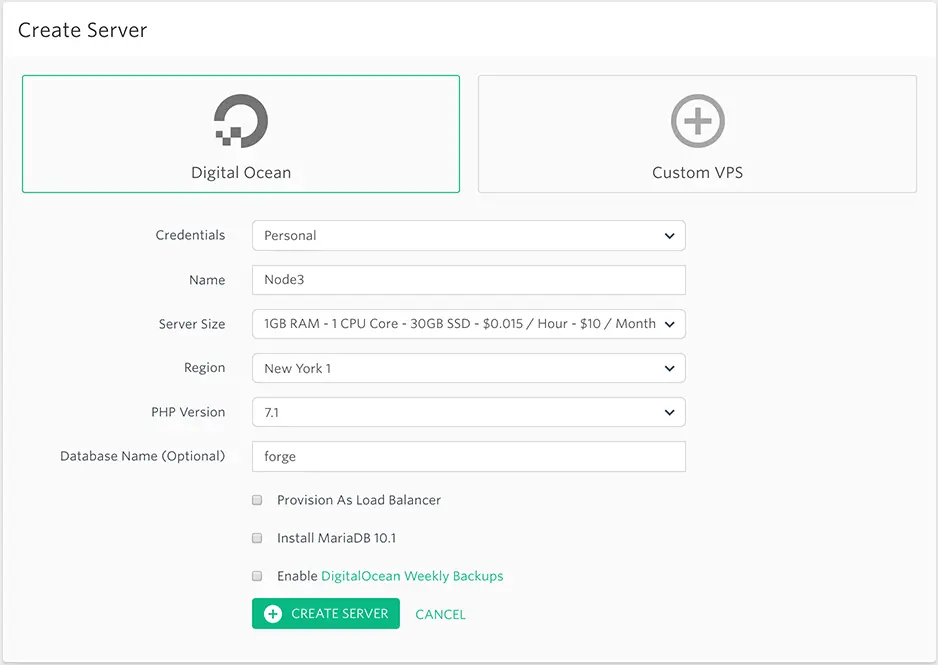 Create Server
Digital Ocean
Custom VPS
Credentials
Personal
Name
Node3
Server Size
1GB RAM - 1 CPU Core - 30GB SSD - $0.015 / Hour - $10 / Month
Region
New York 1
PHP Version
7.1
Database Name (Optional)
forge
Provision As Load Balancer
Install MariaDB 10.1
Enable DigitalOcean Weekly Backups
CREATE SERVER
CANCEL